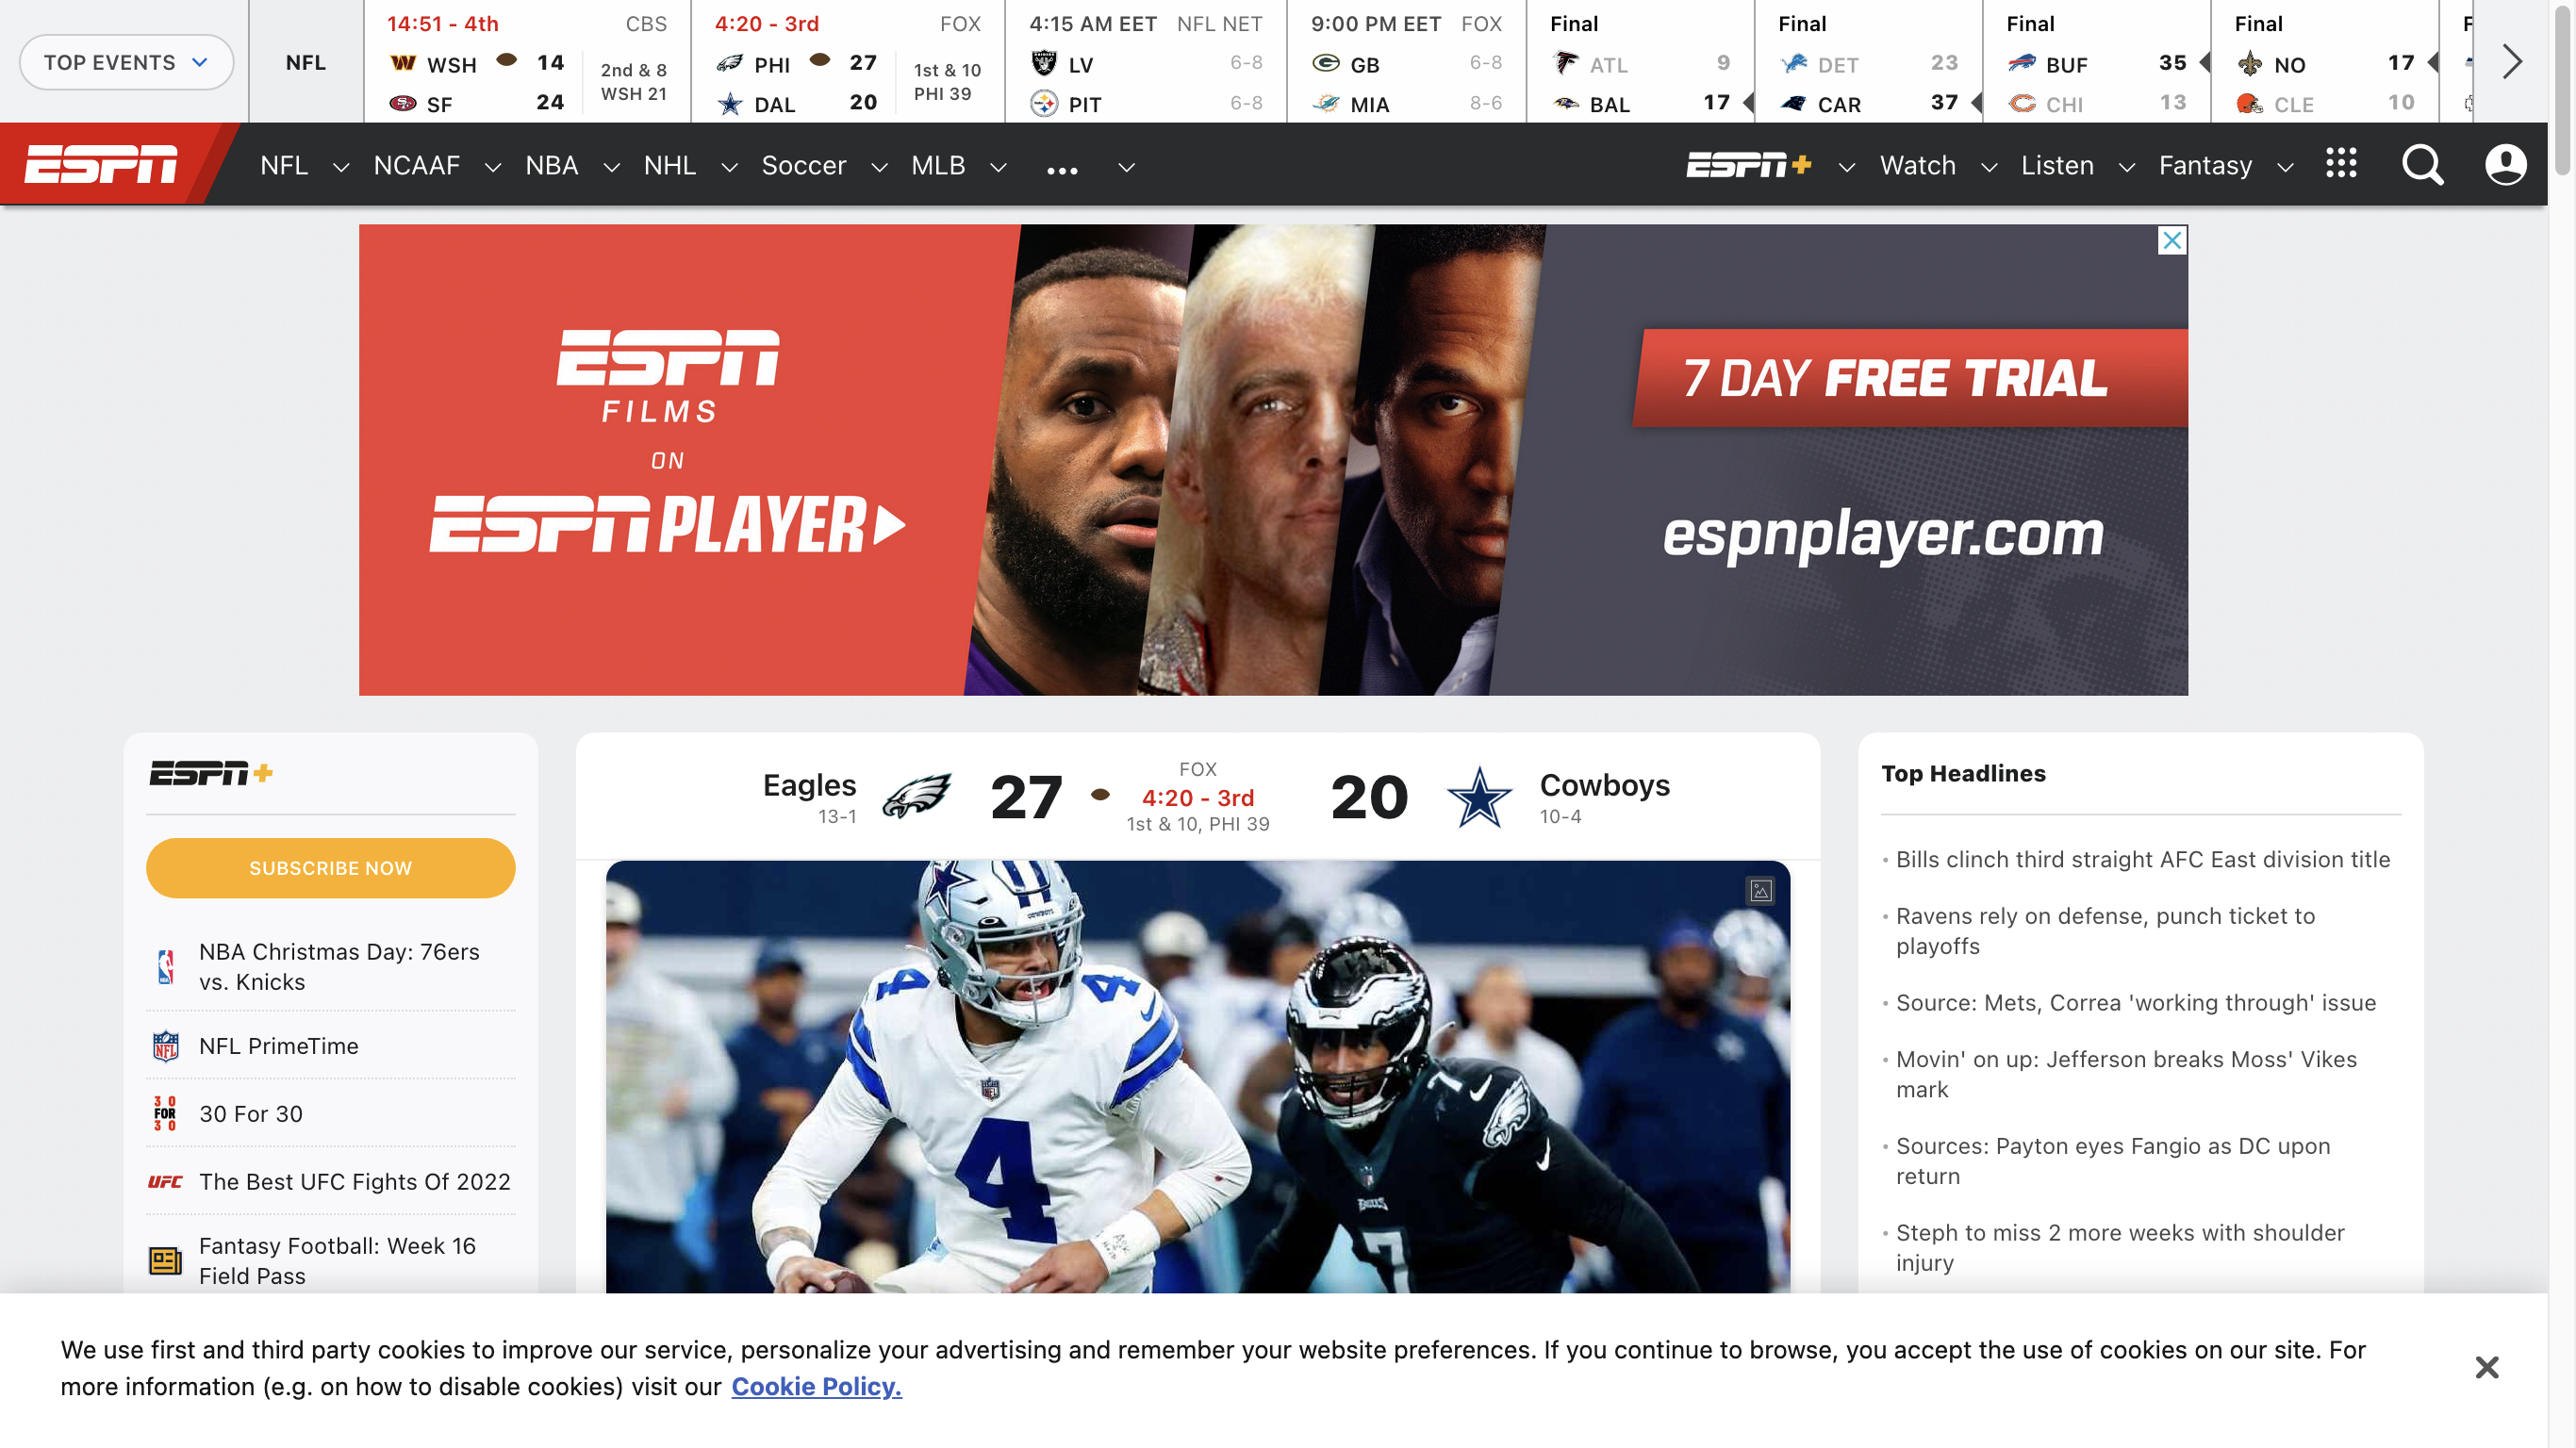 TOP EVENTS
NFL
14:51 - 4th CBS
WSH 14
SF 24
2nd & 8
WSH 21
4:20 - 3rd FOX
PHI 27
DAL 20
1st & 10
PHI 39
4:15 AM EET NFL NET
LV 6-8
PIT 6-8
9:00 PM EET FOX
GB 6-8
MIA 8-6
Final
ATL 9
BAL 17
Final
DET 23
CAR 37
Final
BUF 35
CHI 13
Final
NO 17
CLE 10
ESPN NFL NCAAF NBA NHL Soccer MLB ... ESPN+ Watch Listen Fantasy
ESPN
FILMS
ON
ESPN PLAYER
7 DAY FREE TRIAL
espnplayer.com
ESPN+
SUBSCRIBE NOW
NBA Christmas Day: 76ers
vs. Knicks
NFL PrimeTime
30 FOR 30
30 For 30
UFC
The Best UFC Fights Of 2022
Fantasy Football: Week 16
Field Pass
Eagles
13-1
27
FOX
4:20 - 3rd
1st & 10, PHI 39
20
Cowboys
10-4
COWBOYS
4 4
4
7
EAGLES
7
Top Headlines
Bills clinch third straight AFC East division title
Ravens rely on defense, punch ticket to
playoffs
Source: Mets, Correa 'working through' issue
Movin' on up: Jefferson breaks Moss' Vikes
mark
Sources: Payton eyes Fangio as DC upon
return
Steph to miss 2 more weeks with shoulder
injury
We use first and third party cookies to improve our service, personalize your advertising and remember your website preferences. If you continue to browse, you accept the use of cookies on our site. For
more information (e.g. on how to disable cookies) visit our Cookie Policy.